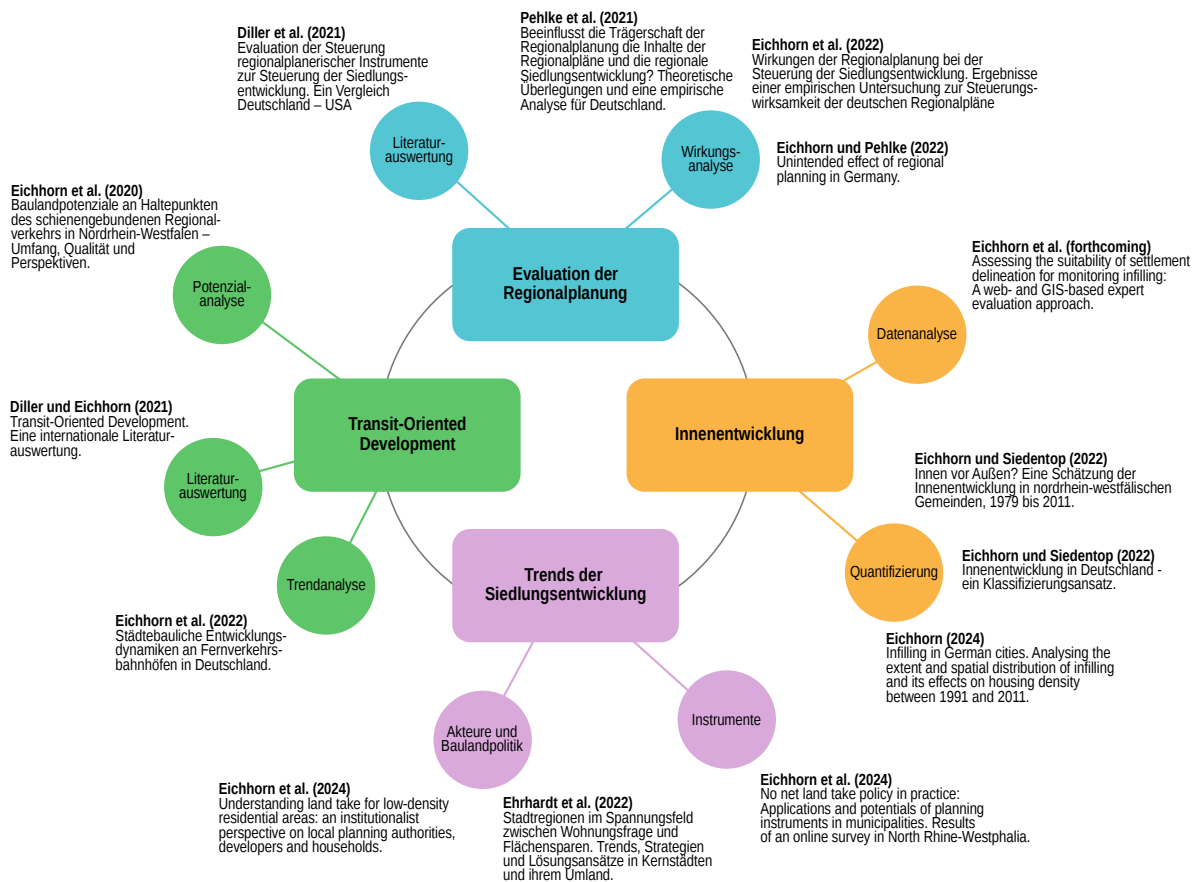 Diller et al. (2021)
Evaluation der Steuerung
regionalplanerischer Instrumente
zur Steuerung der Siedlungs-
entwicklung. Ein Vergleich
Deutschland – USA
Pehlke et al. (2021)
Beeinflusst die Trägerschaft der
Regionalplanung die Inhalte der
Regionalpläne und die regionale
Siedlungsentwicklung? Theoretische
Überlegungen und eine empirische
Analyse für Deutschland.
Eichhorn et al. (2022)
Wirkungen der Regionalplanung bei der
Steuerung der Siedlungsentwicklung. Ergebnisse
einer empirischen Untersuchung zur Steuerungs-
wirksamkeit der deutschen Regionalpläne
Literatur-
auswertung
Wirkungs-
analyse
Eichhorn und Pehlke (2022)
Unintended effect of regional
planning in Germany.
Eichhorn et al. (2020)
Baulandpotenziale an Haltepunkten
des schienengebundenen Regional-
verkehrs in Nordrhein-Westfalen –
Umfang, Qualität und
Perspektiven.
Potenzial-
analyse
Evaluation der
Regionalplanung
Eichhorn et al. (forthcoming)
Assessing the suitability of settlement
delineation for monitoring infilling:
A web- and GIS-based expert
evaluation approach.
Datenanalyse
Diller und Eichhorn (2021)
Transit-Oriented Development.
Eine internationale Literatur-
auswertung.
Transit-Oriented
Development
Innenentwicklung
Literatur-
auswertung
Eichhorn und Siedentop (2022)
Innen vor Außen? Eine Schätzung der
Innenentwicklung in nordrhein-westfälischen
Gemeinden, 1979 bis 2011.
Trendanalyse
Trends der
Siedlungsentwicklung
Quantifizierung
Eichhorn und Siedentop (2022)
Innenentwicklung in Deutschland -
ein Klassifizierungsansatz.
Eichhorn et al. (2022)
Städtebauliche Entwicklungs-
dynamiken an Fernverkehrs-
bahnhöfen in Deutschland.
Eichhorn (2024)
Infilling in German cities. Analysing the
extent and spatial distribution of infilling
and its effects on housing density
between 1991 and 2011.
Akteure und
Baulandpolitik
Instrumente
Eichhorn et al. (2024)
Understanding land take for low-density
residential areas: an institutionalist
perspective on local planning authorities,
developers and households.
Ehrhardt et al. (2022)
Stadtregionen im Spannungsfeld
zwischen Wohnungsfrage und
Flächensparen. Trends, Strategien
und Lösungsansätze in Kernstädten
und ihrem Umland.
Eichhorn et al. (2024)
No net land take policy in practice:
Applications and potentials of planning
instruments in municipalities. Results
of an online survey in North Rhine-Westphalia.